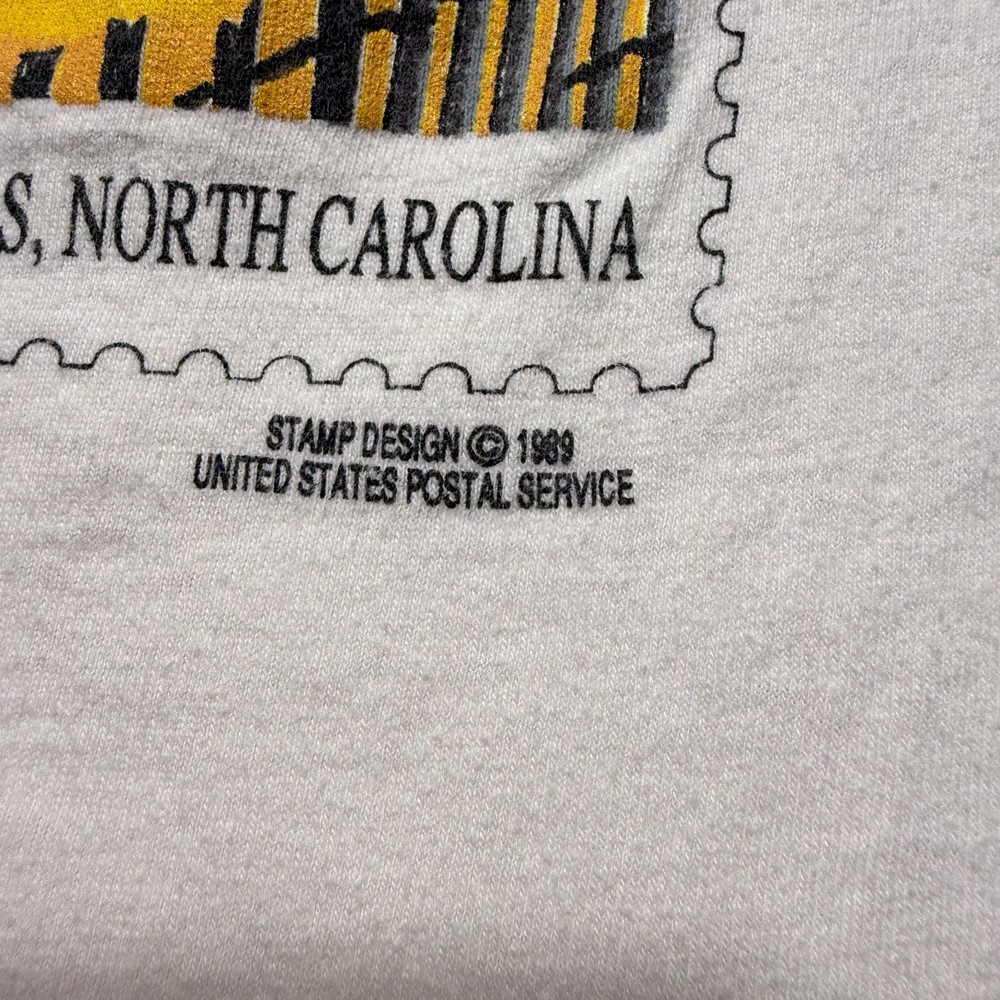 S, NORTH CAROLINA
STAMP DESIGN © 1989
UNITED STATES POSTAL SERVICE